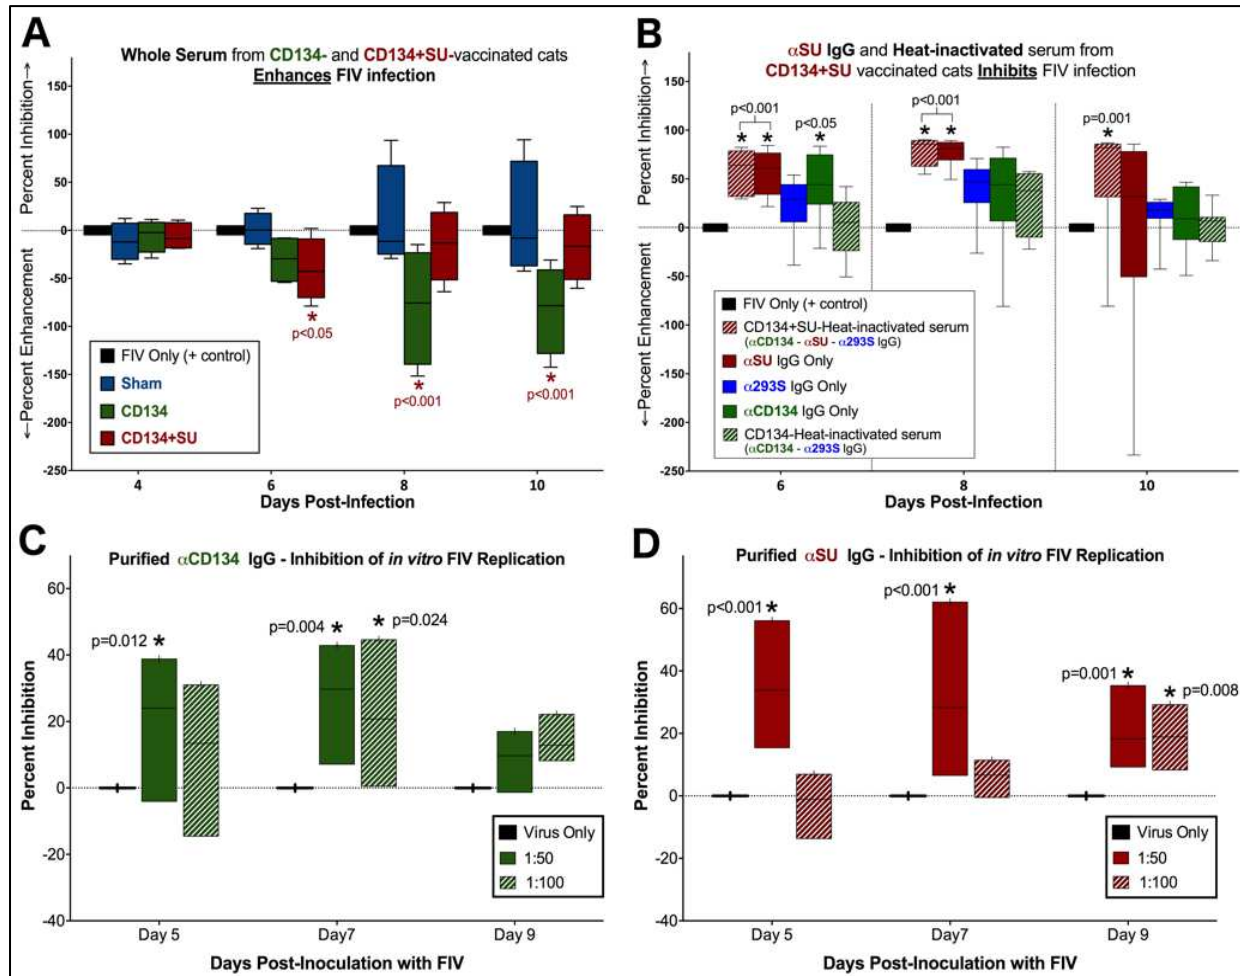 A
Whole Serum from CD134- and CD134+SU-vaccinated cats
Enhances FIV infection
←Percent Enhancement Percent Inhibition→
150
100
50
0
-50
-100
-150
-200
-250
*
p<0.05
*
p<0.001
*
p<0.001
FIV Only (+ control)
Sham
CD134
CD134+SU
4 6 8 10
Days Post-Infection
B
αSU IgG and Heat-inactivated serum from
CD134+SU vaccinated cats Inhibits FIV infection
←Percent Enhancement Percent Inhibition→
150
100
50
0
-50
-100
-150
-200
-250
p<0.001
* *
p<0.05
*
p<0.001
* *
p=0.001
*
FIV Only (+ control)
CD134+SU-Heat-inactivated serum
(αCD134 - αSU - α293S IgG)
αSU IgG Only
α293S IgG Only
αCD134 IgG Only
CD134-Heat-inactivated serum
(αCD134 - α293S IgG)
6 8 10
Days Post-Infection
C
Purified αCD134 IgG - Inhibition of in vitro FIV Replication
Percent Inhibition
60
40
20
0
-20
-40
p=0.012 *
p=0.004 * * p=0.024
Virus Only
1:50
1:100
Day 5 Day7 Day 9
Days Post-Inoculation with FIV
D
Purified αSU IgG - Inhibition of in vitro FIV Replication
Percent Inhibition
60
40
20
0
-20
-40
p<0.001 *
p<0.001 *
p=0.001 * * p=0.008
Virus Only
1:50
1:100
Day 5 Day7 Day 9
Days Post-Inoculation with FIV